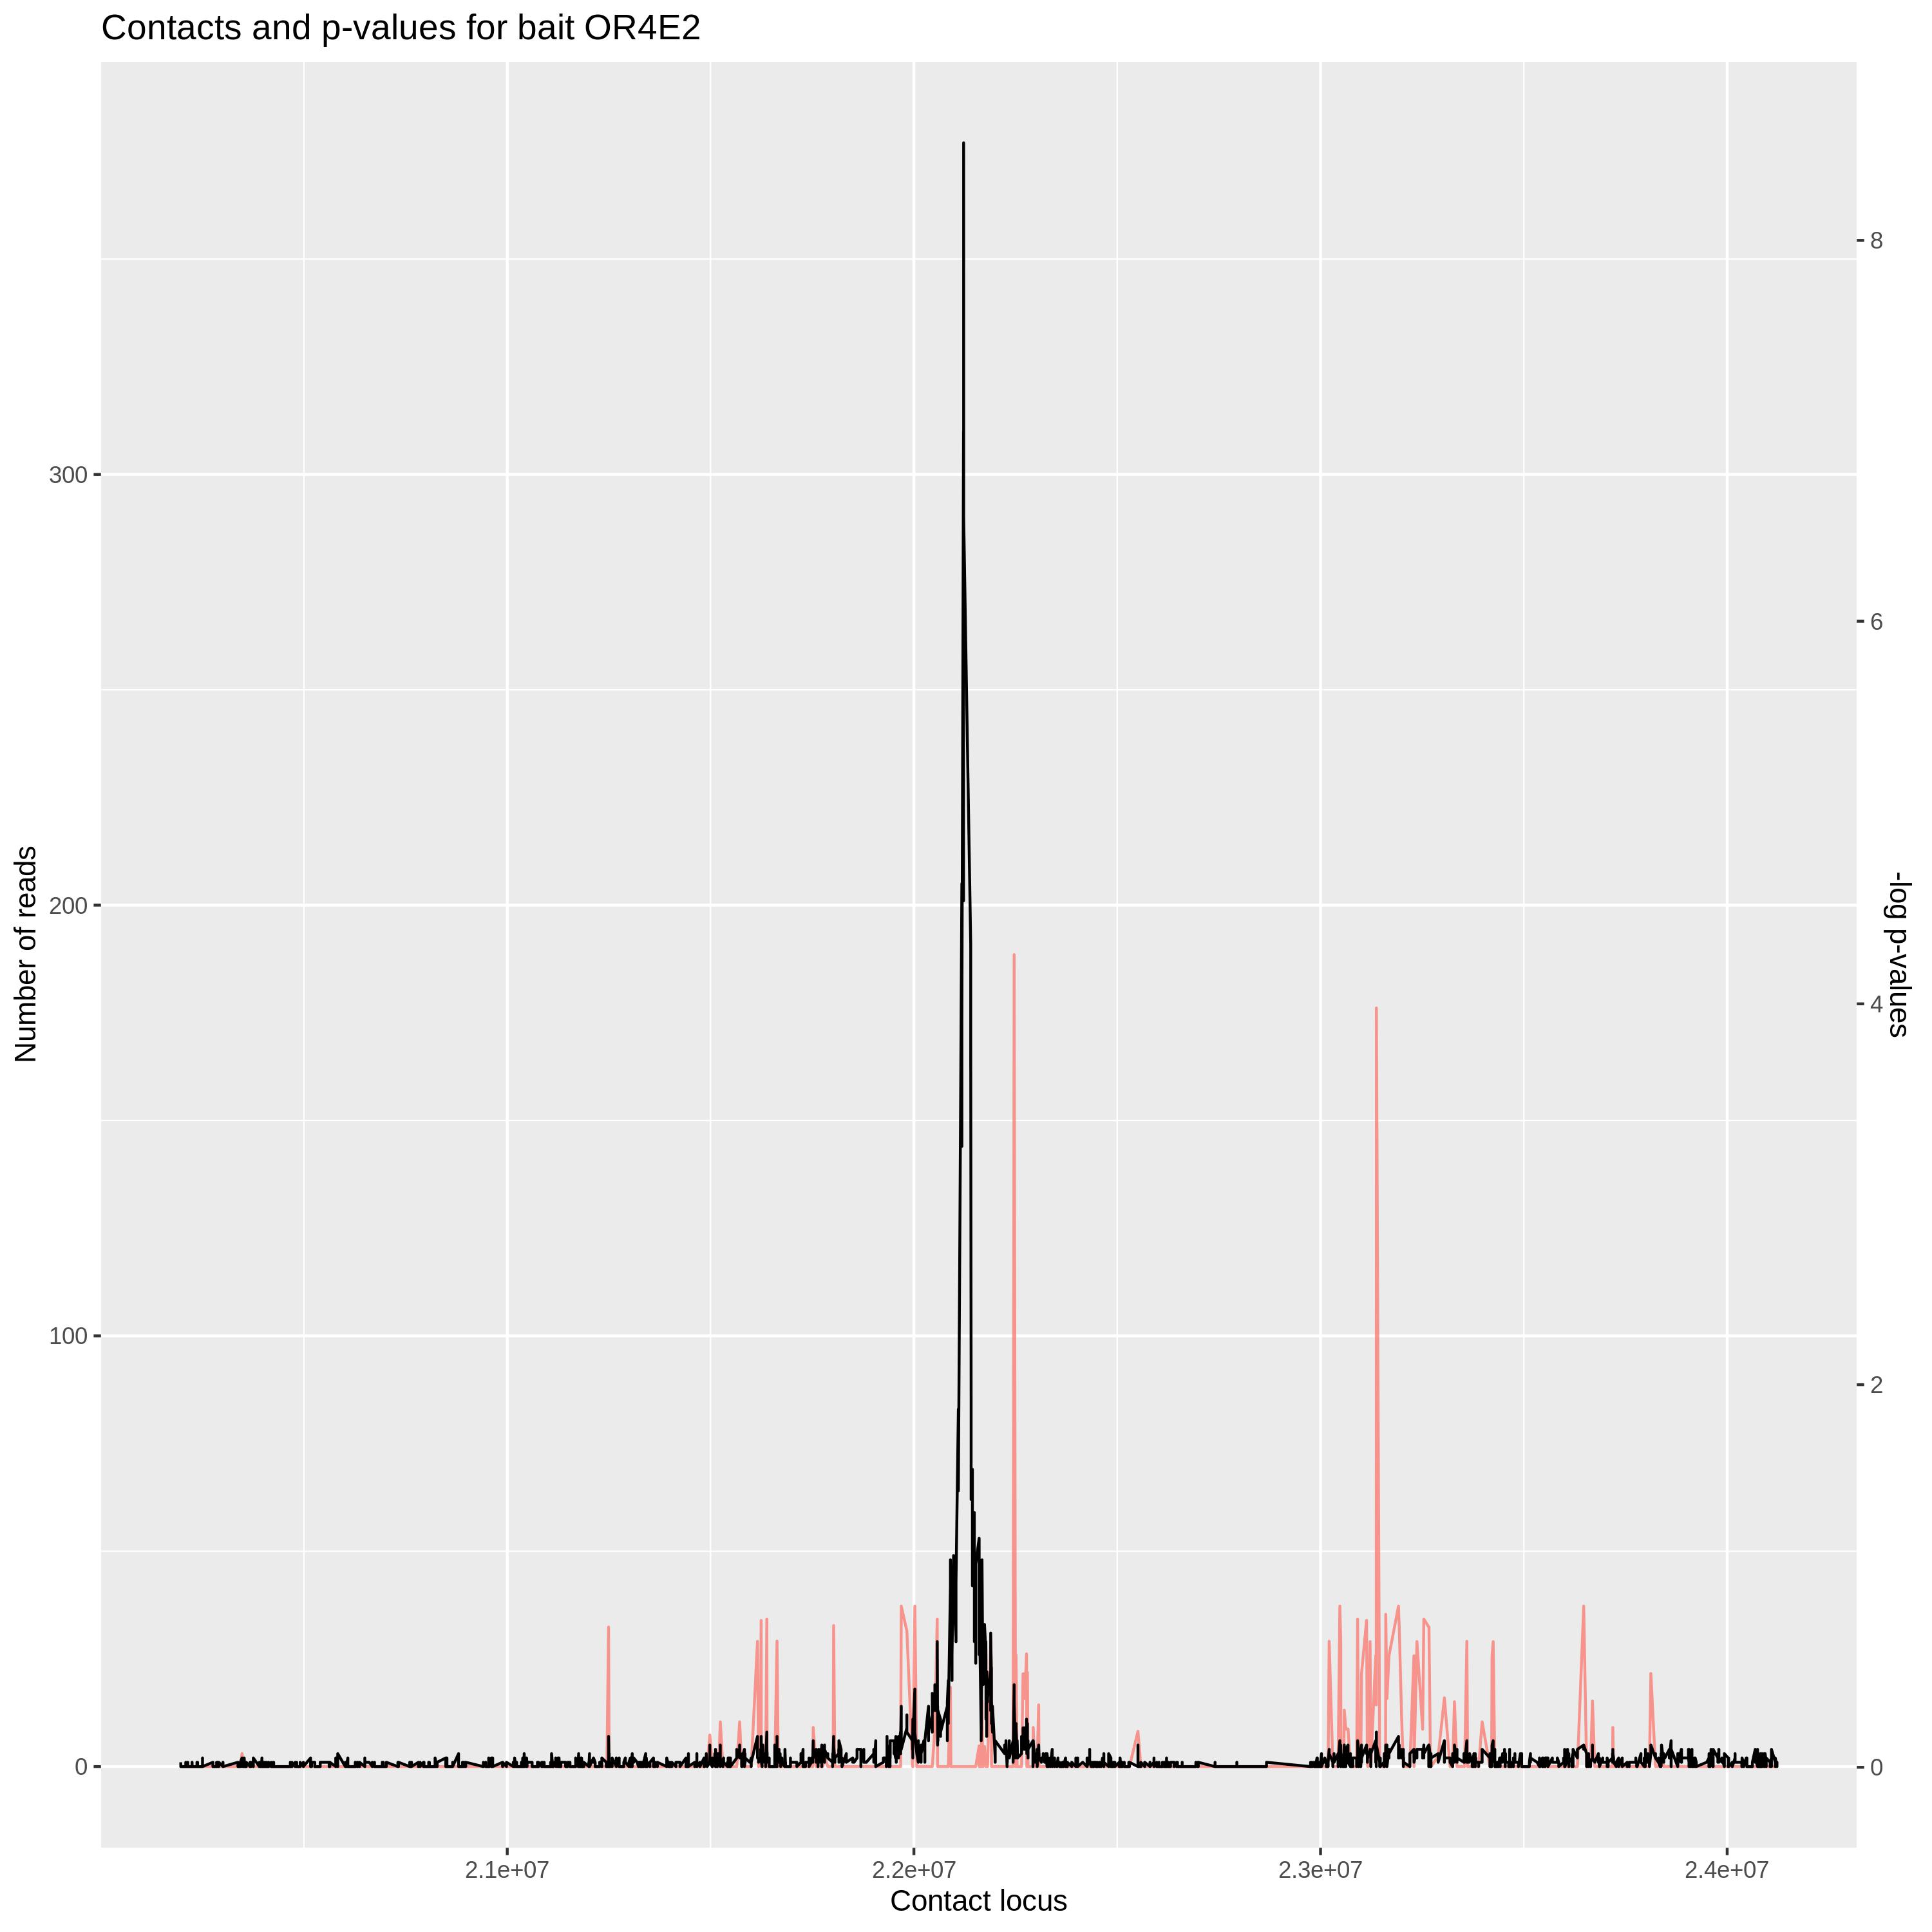 Contacts and p-values for bait OR4E2
Number of reads
300
200
100
0
8
6
4
2
0
-log p-values
2.1e+07 2.2e+07 2.3e+07 2.4e+07
Contact locus